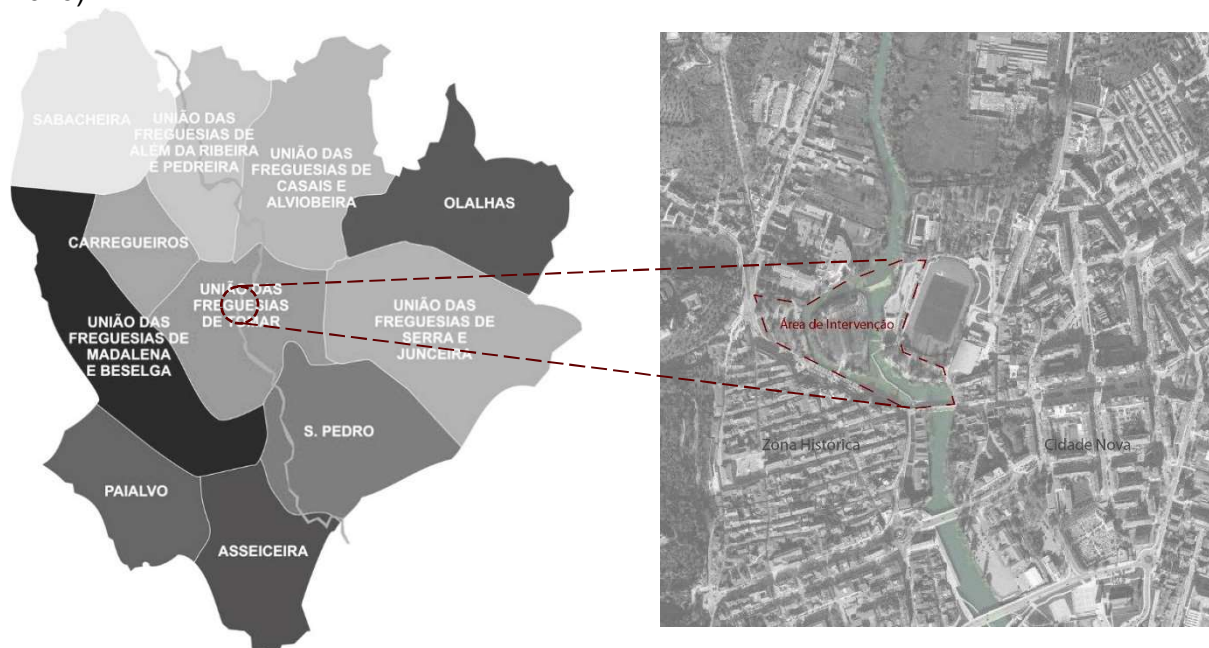 SABACHEIRA
UNIÃO DAS
FREGUESIAS DE
ALÉM DA RIBEIRA
E PEDREIRA
UNIÃO DAS
FREGUESIAS DE
CASAIS E
ALVIOBEIRA
OLALHAS
CARREGUEIROS
UNIÃO DAS
FREGUESIAS
DE TOMAR
UNIÃO DAS
FREGUESIAS DE
SERRA E
JUNCEIRA
UNIÃO DAS
FREGUESIAS DE
MADALENA
E BESELGA
S. PEDRO
PAIALVO
ASSEICEIRA
Área de Intervenção
Zona Histórica
Cidade Nova